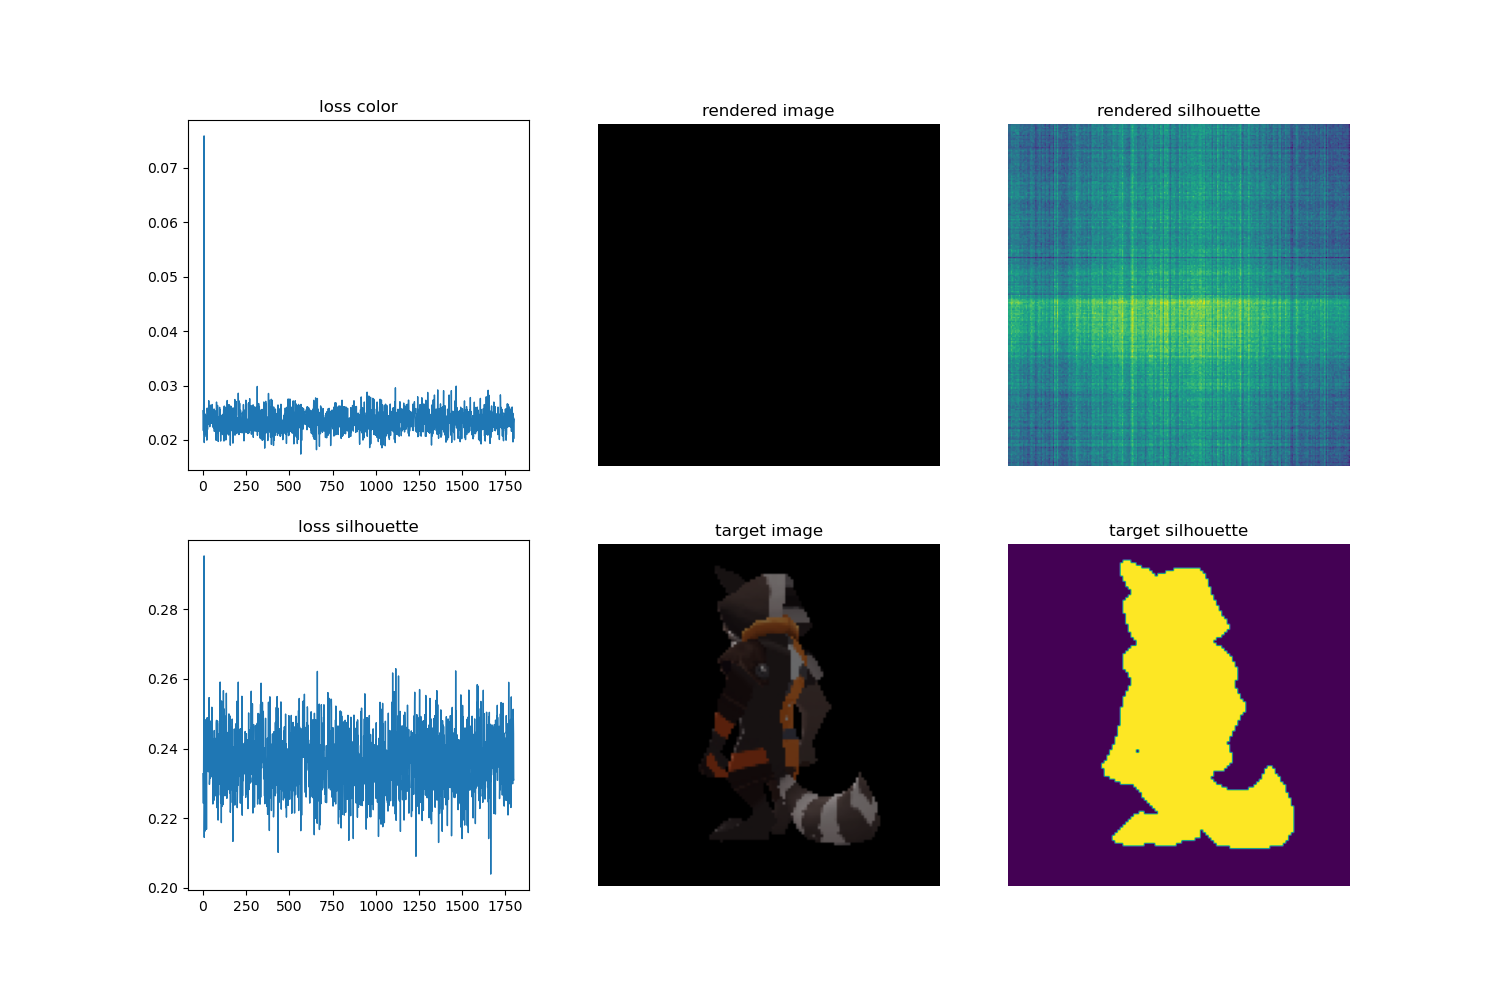 loss color
0.07
0.06
0.05
0.04
0.03
0.02
0 250 500 750 1000 1250 1500 1750
rendered image
rendered silhouette
loss silhouette
0.28
0.26
0.24
0.22
0.20
0 250 500 750 1000 1250 1500 1750
target image
target silhouette